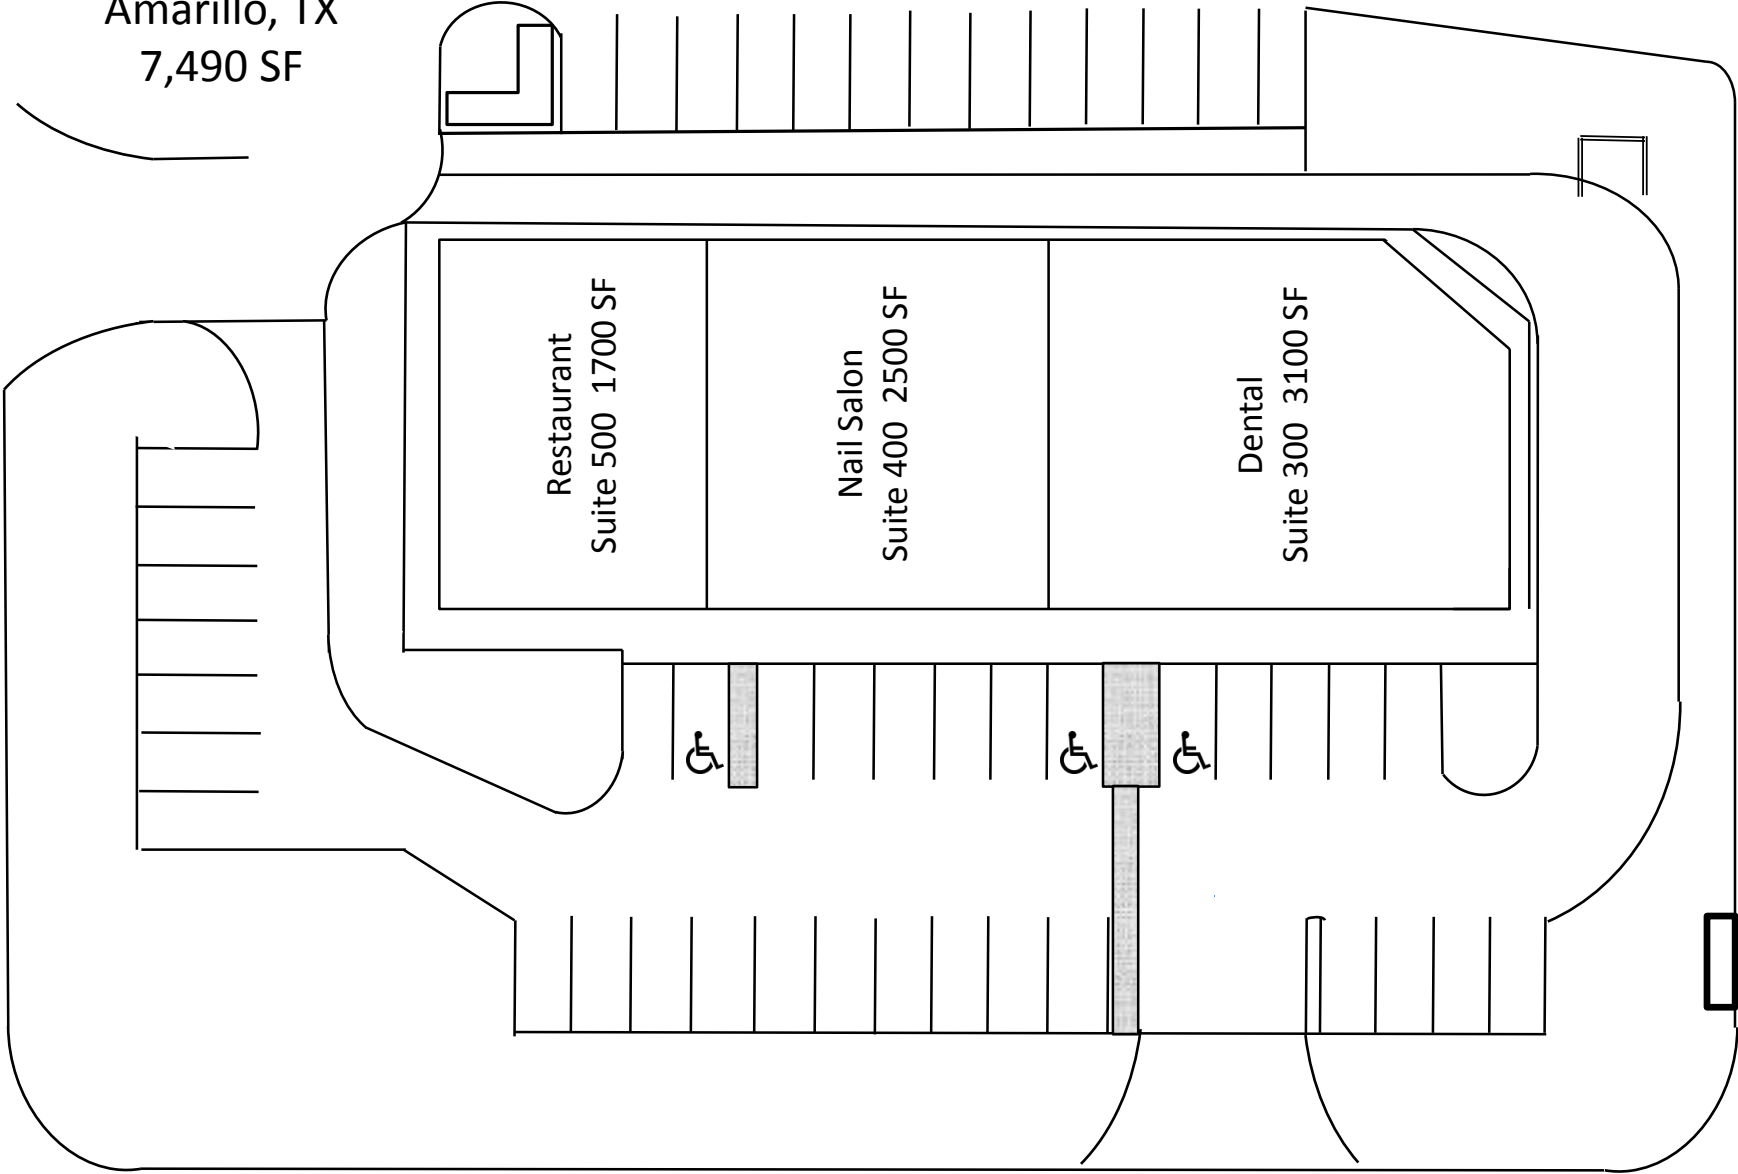 Amarillo, TX
7,490 SF
Restaurant
Suite 500 1700 SF
Nail Salon
Suite 400 2500 SF
Dental
Suite 300 3100 SF